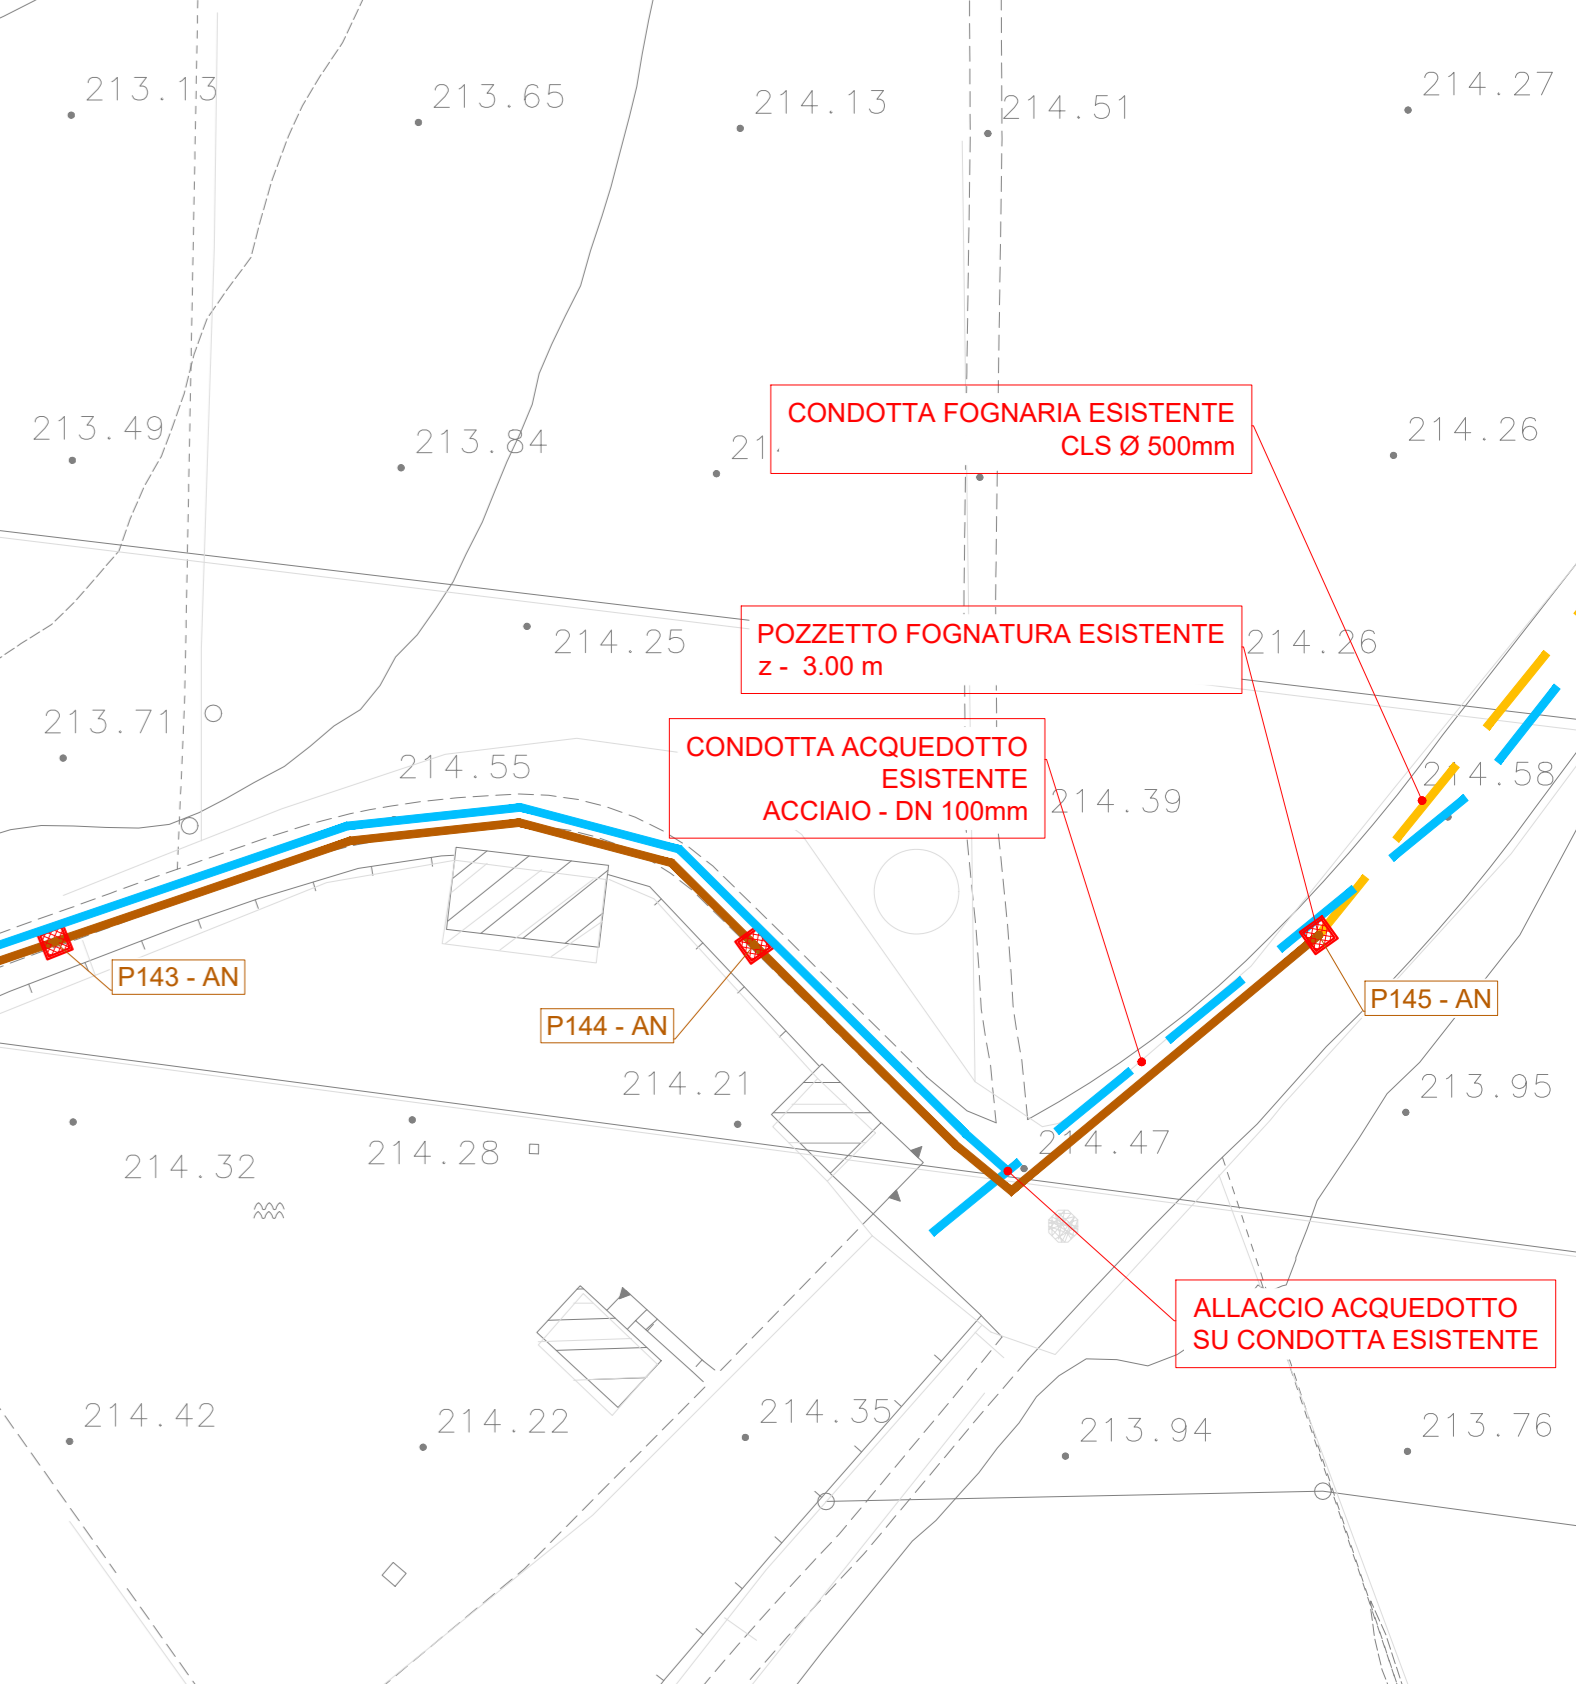 213.13
213.65
214.13
214.51
214.27
CONDOTTA FOGNARIA ESISTENTE
CLS Ø 500mm
213.49
213.84
214.26
POZZETTO FOGNATURA ESISTENTE
z - 3.00 m
214.25
214.26
213.71
CONDOTTA ACQUEDOTTO
ESISTENTE
ACCIAIO - DN 100mm
214.55
214.58
214.39
P143 - AN
P144 - AN
P145 - AN
214.21
213.95
214.32
214.28
214.47
ALLACCIO ACQUEDOTTO
SU CONDOTTA ESISTENTE
214.42
214.22
214.35
213.94
213.76